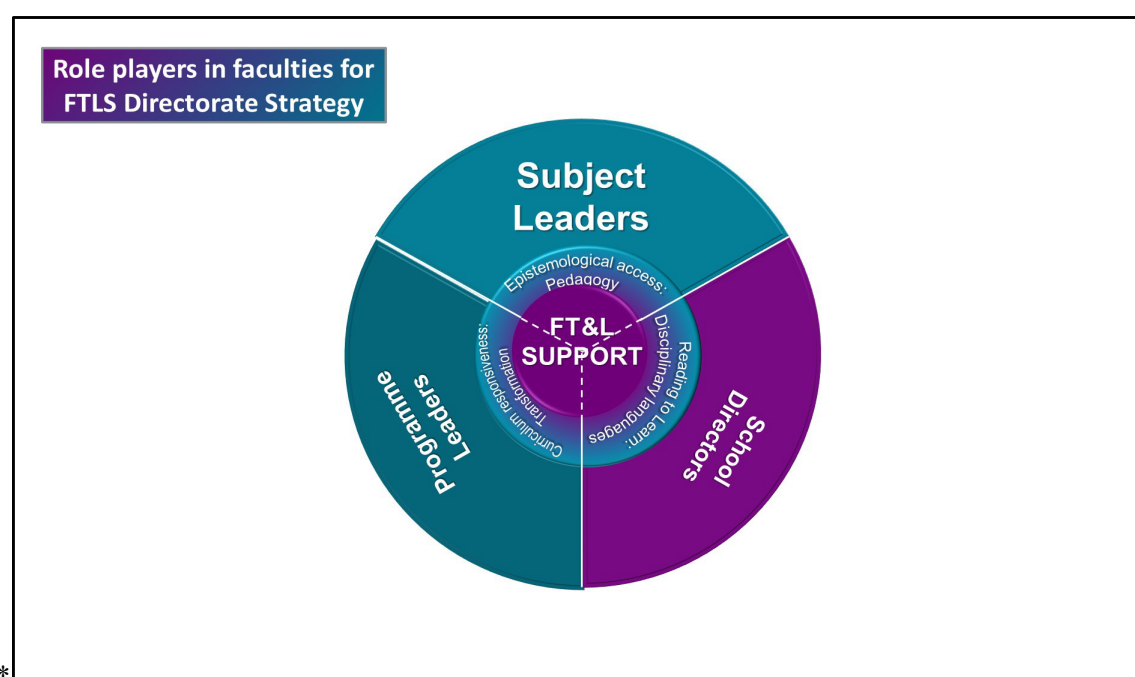 Role players in faculties for
FTLS Directorate Strategy
Subject
Leaders
Epistemological access:
Pedagogy
FT&L
SUPPORT
Reading to Learn:
Disciplinary languages
School
Directors
Curriculum responsiveness:
Transformation
Programme
Leaders
*